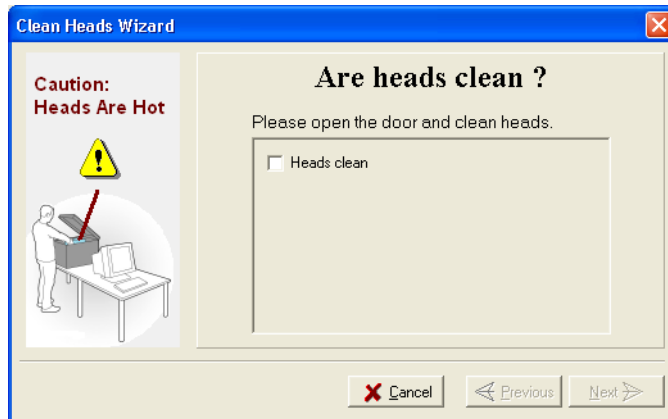 Clean Heads Wizard
Caution:
Heads Are Hot
Are heads clean ?
Please open the door and clean heads.
Heads clean
Cancel
Previous
Next